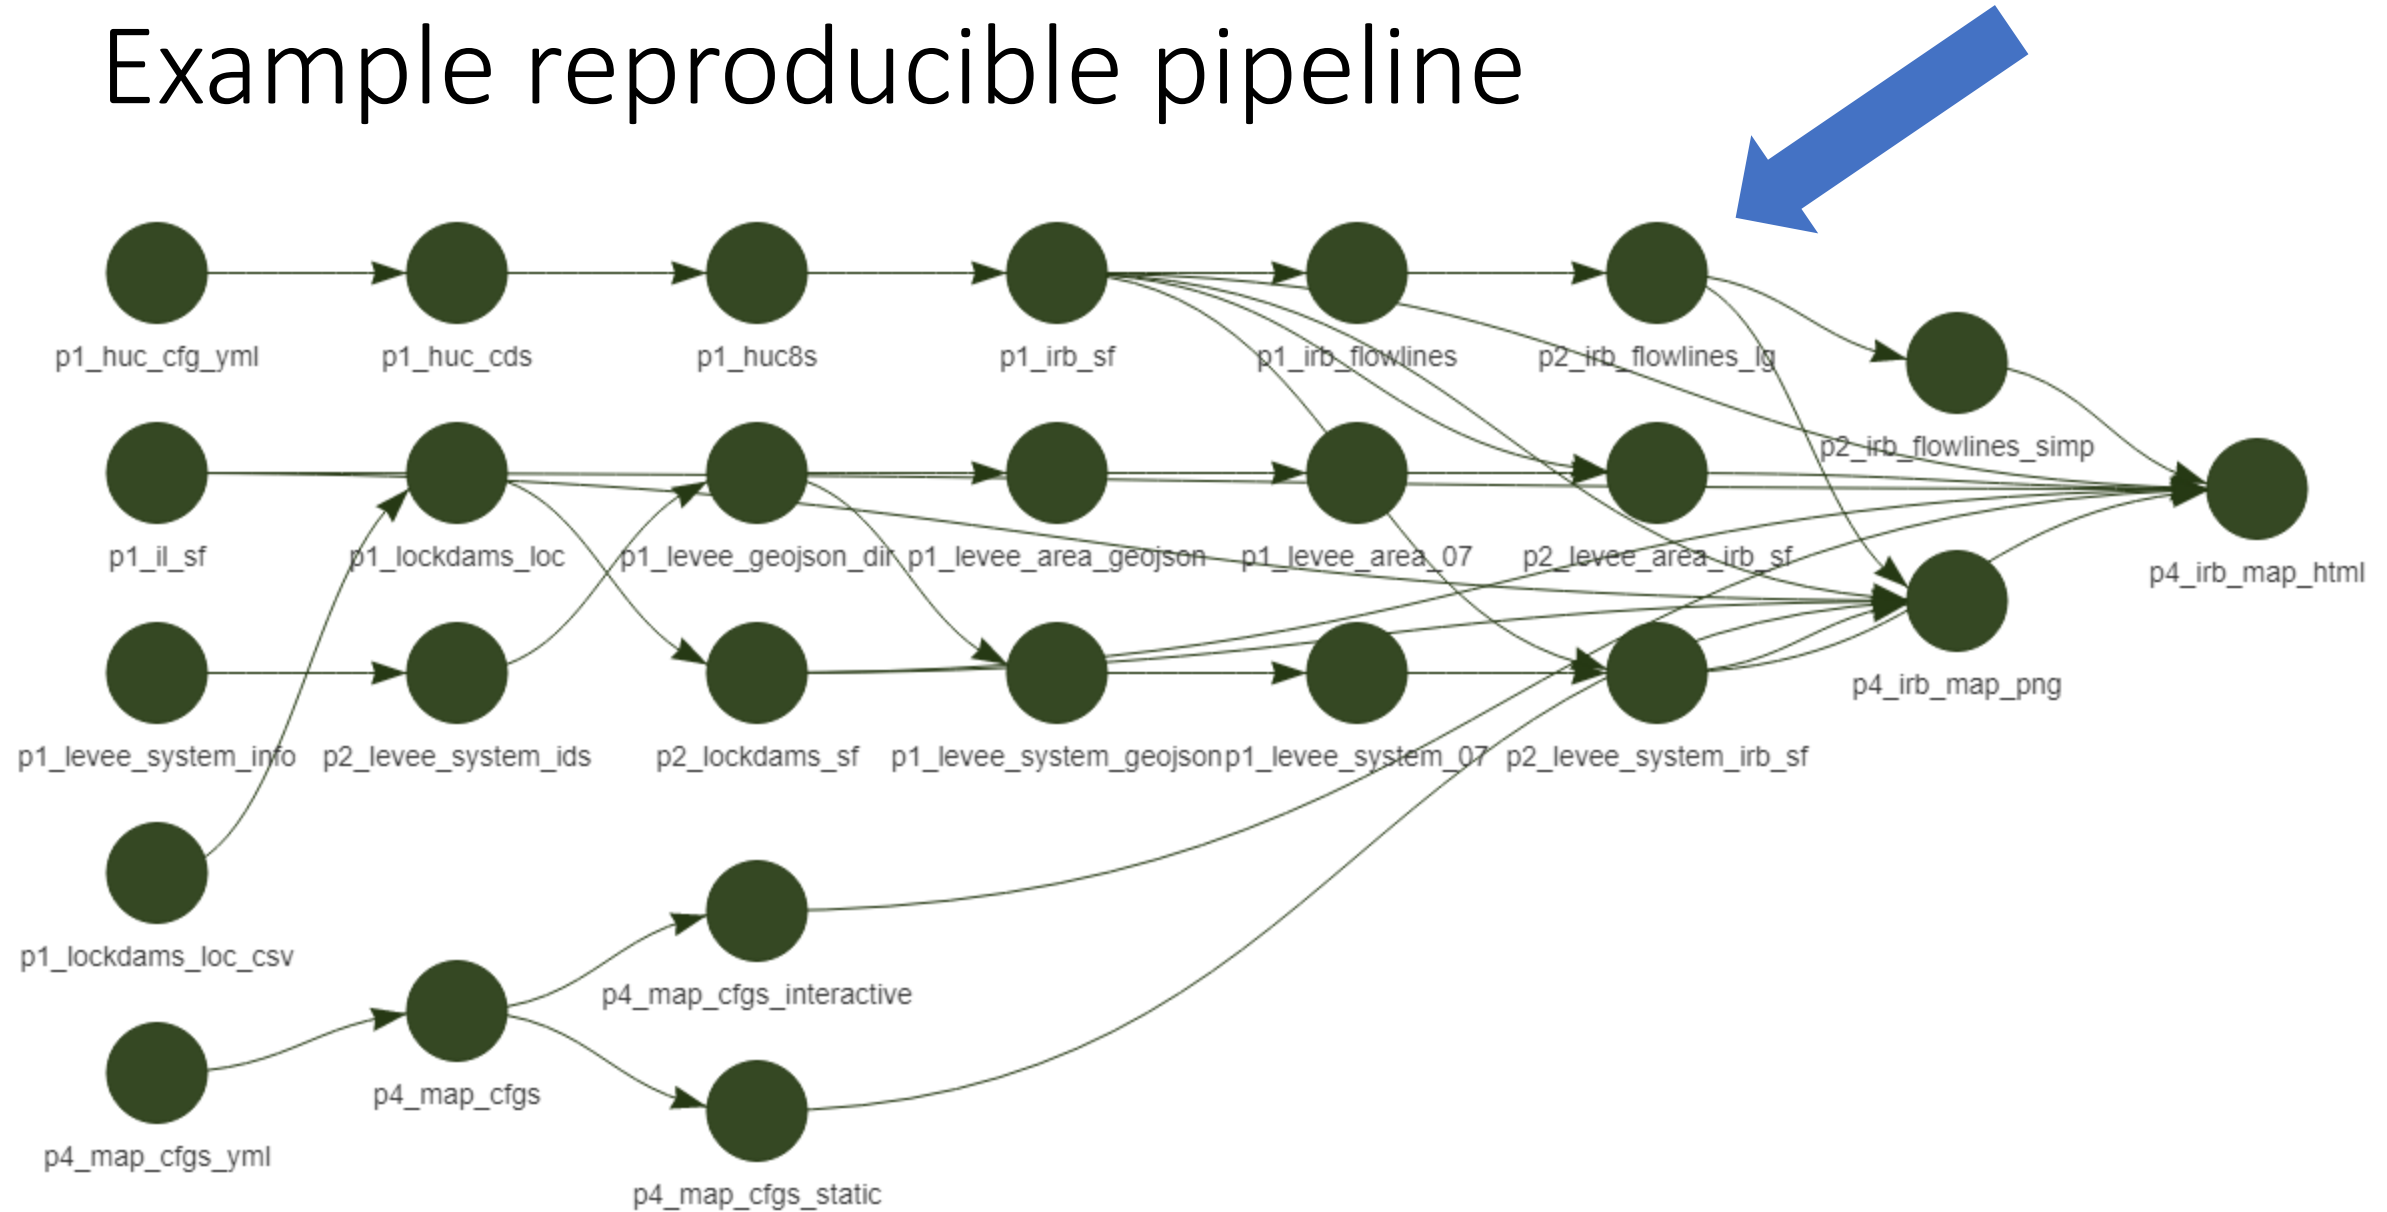 Example reproducible pipeline
p1_huc_cfg_yml
p1_huc_cds
p1_huc8s
p1_irb_sf
p1_irb_flowlines
p2_irb_flowlines_lg
p2_irb_flowlines_simp
p1_il_sf
p1_lockdams_loc
p1_levee_geojson_dir
p1_levee_area_geojson
p1_levee_area_07
p2_levee_area_irb_sf
p4_irb_map_html
p1_levee_system_info
p2_levee_system_ids
p2_lockdams_sf
p1_levee_system_geojson
p1_levee_system_07
p2_levee_system_irb_sf
p4_irb_map_png
p1_lockdams_loc_csv
p4_map_cfgs_interactive
p4_map_cfgs_yml
p4_map_cfgs
p4_map_cfgs_static